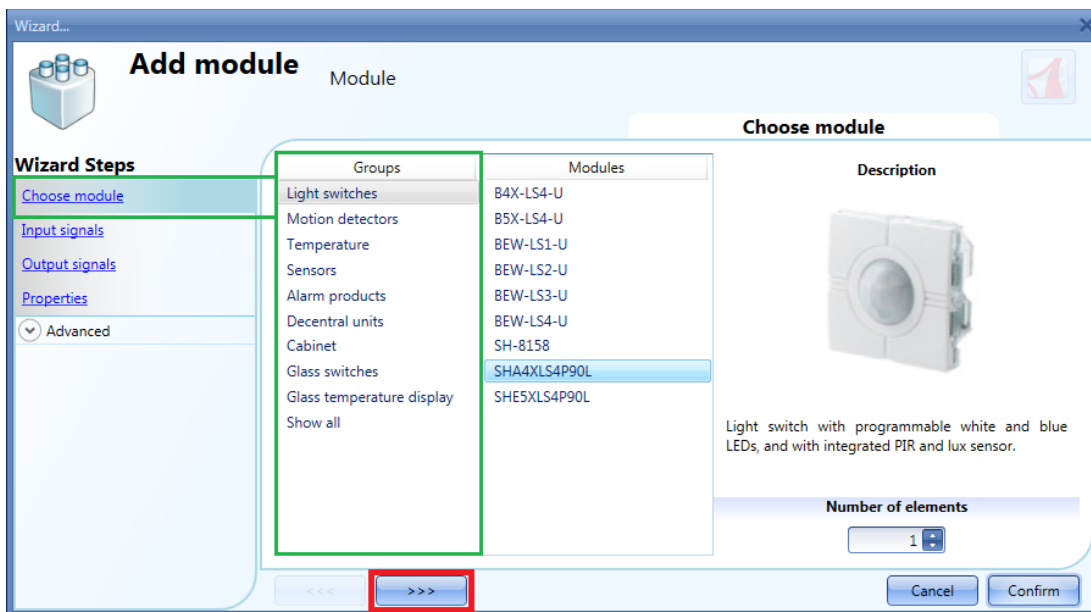 Wizard...
Add module
Module
Choose module
Wizard Steps
Choose module
Input signals
Output signals
Properties
Advanced
Groups
Light switches
Motion detectors
Temperature
Sensors
Alarm products
Decentral units
Cabinet
Glass switches
Glass temperature display
Show all
Modules
B4X-LS4-U
B5X-LS4-U
BEW-LS1-U
BEW-LS2-U
BEW-LS3-U
BEW-LS4-U
SH-8158
SHA4XLS4P90L
SHE5XLS4P90L
Description
Light switch with programmable white and blue
LEDs, and with integrated PIR and lux sensor.
Number of elements
1
<<<
>>>
Cancel
Confirm